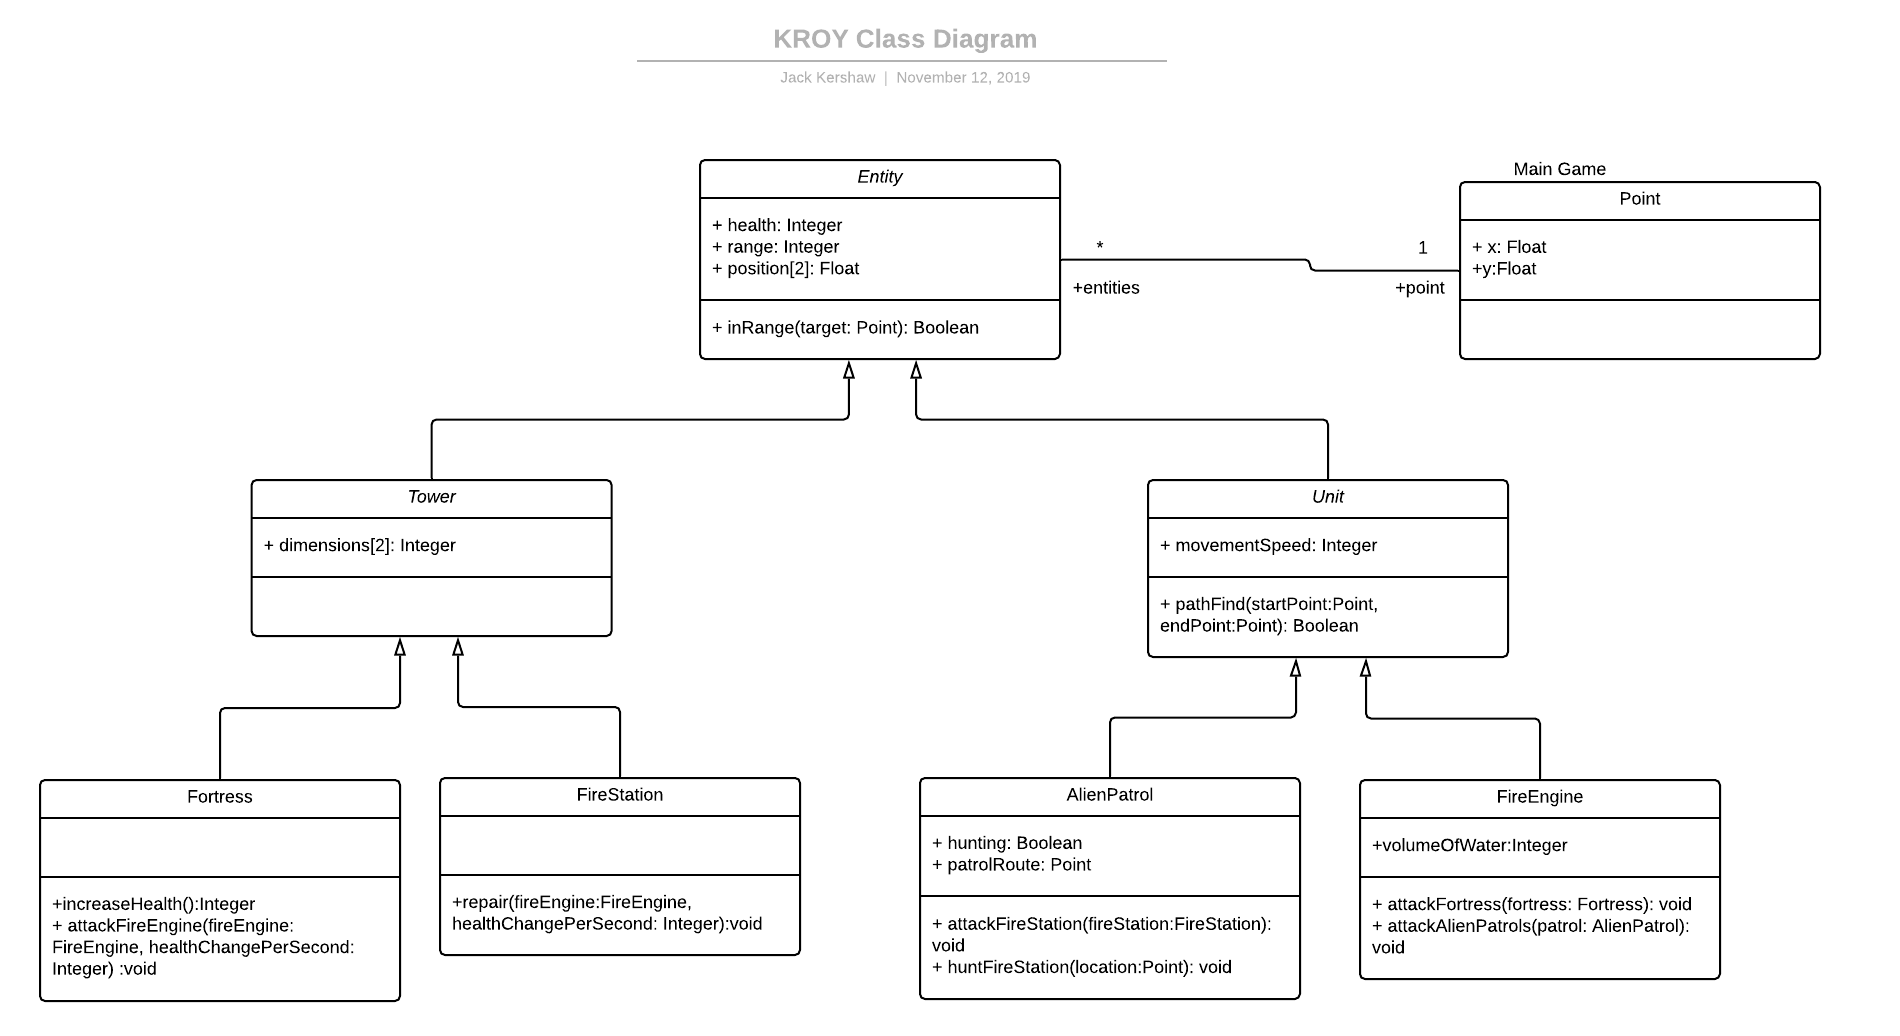 KROY Class Diagram
Jack Kershaw | November 12, 2019
Entity
+ health: Integer
+ range: Integer
+ position[2]: Float
+ inRange(target: Point): Boolean
*
+entities
1
+point
Main Game
Point
+ x: Float
+y:Float
Tower
+ dimensions[2]: Integer
Unit
+ movementSpeed: Integer
+ pathFind(startPoint:Point,
endPoint:Point): Boolean
Fortress
+increaseHealth():Integer
+ attackFireEngine(fireEngine:
FireEngine, healthChangePerSecond:
Integer) :void
FireStation
+repair(fireEngine:FireEngine,
healthChangePerSecond: Integer):void
AlienPatrol
+ hunting: Boolean
+ patrolRoute: Point
+ attackFireStation(fireStation:FireStation):
void
+ huntFireStation(location:Point): void
FireEngine
+volumeOfWater:Integer
+ attackFortress(fortress: Fortress): void
+ attackAlienPatrols(patrol: AlienPatrol):
void